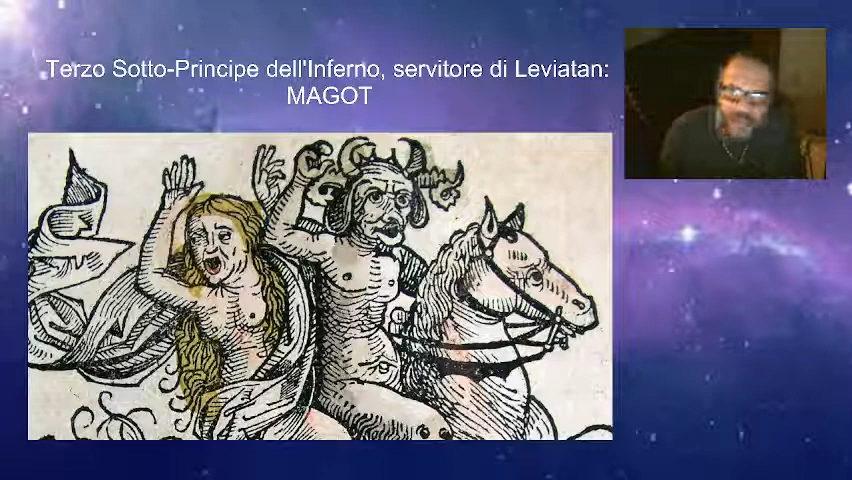 Terzo Sotto-Principe dell'Inferno, servitore di Leviatan:
MAGOT